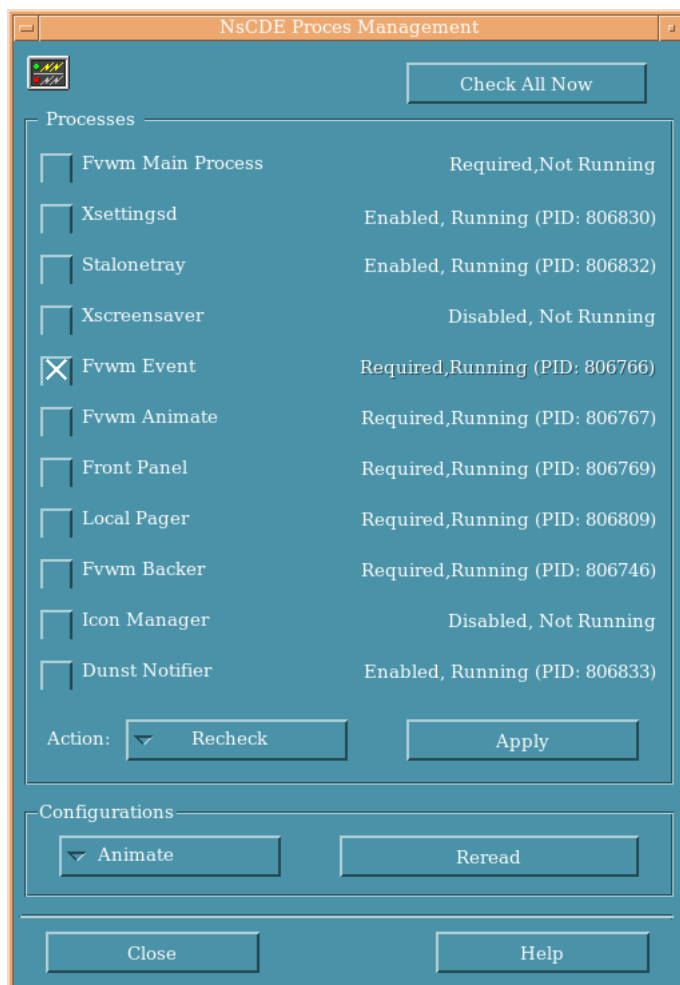 NsCDE Proces Management
Check All Now
Processes
Fvwm Main Process Required,Not Running
Xsettingsd Enabled, Running (PID: 806830)
Stalonetray Enabled, Running (PID: 806832)
Xscreensaver Disabled, Not Running
Fvwm Event Required,Running (PID: 806766)
Fvwm Animate Required,Running (PID: 806767)
Front Panel Required,Running (PID: 806769)
Local Pager Required,Running (PID: 806809)
Fvwm Backer Required,Running (PID: 806746)
Icon Manager Disabled, Not Running
Dunst Notifier Enabled, Running (PID: 806833)
Action: Recheck Apply
Configurations
Animate Reread
Close Help